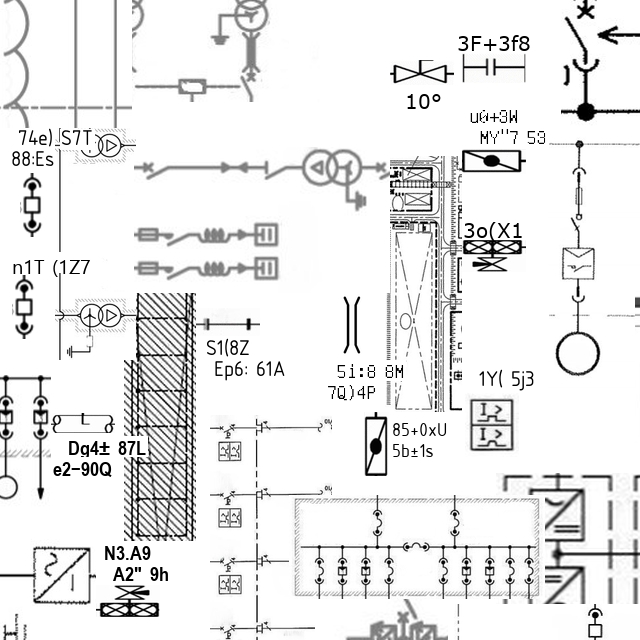 3F+3f8
10°
u0+3W
MY"7 53
74e)_S7T
88:Es
3o(X1
n1T (1Z7
S1(8Z
Ep6: 61A
5i:8 8M
7Q)4P
1Y( 5j3
85+0xU
5b±1s
L
Dg4± 87L
e2-90Q
N3.A9
A2" 9h